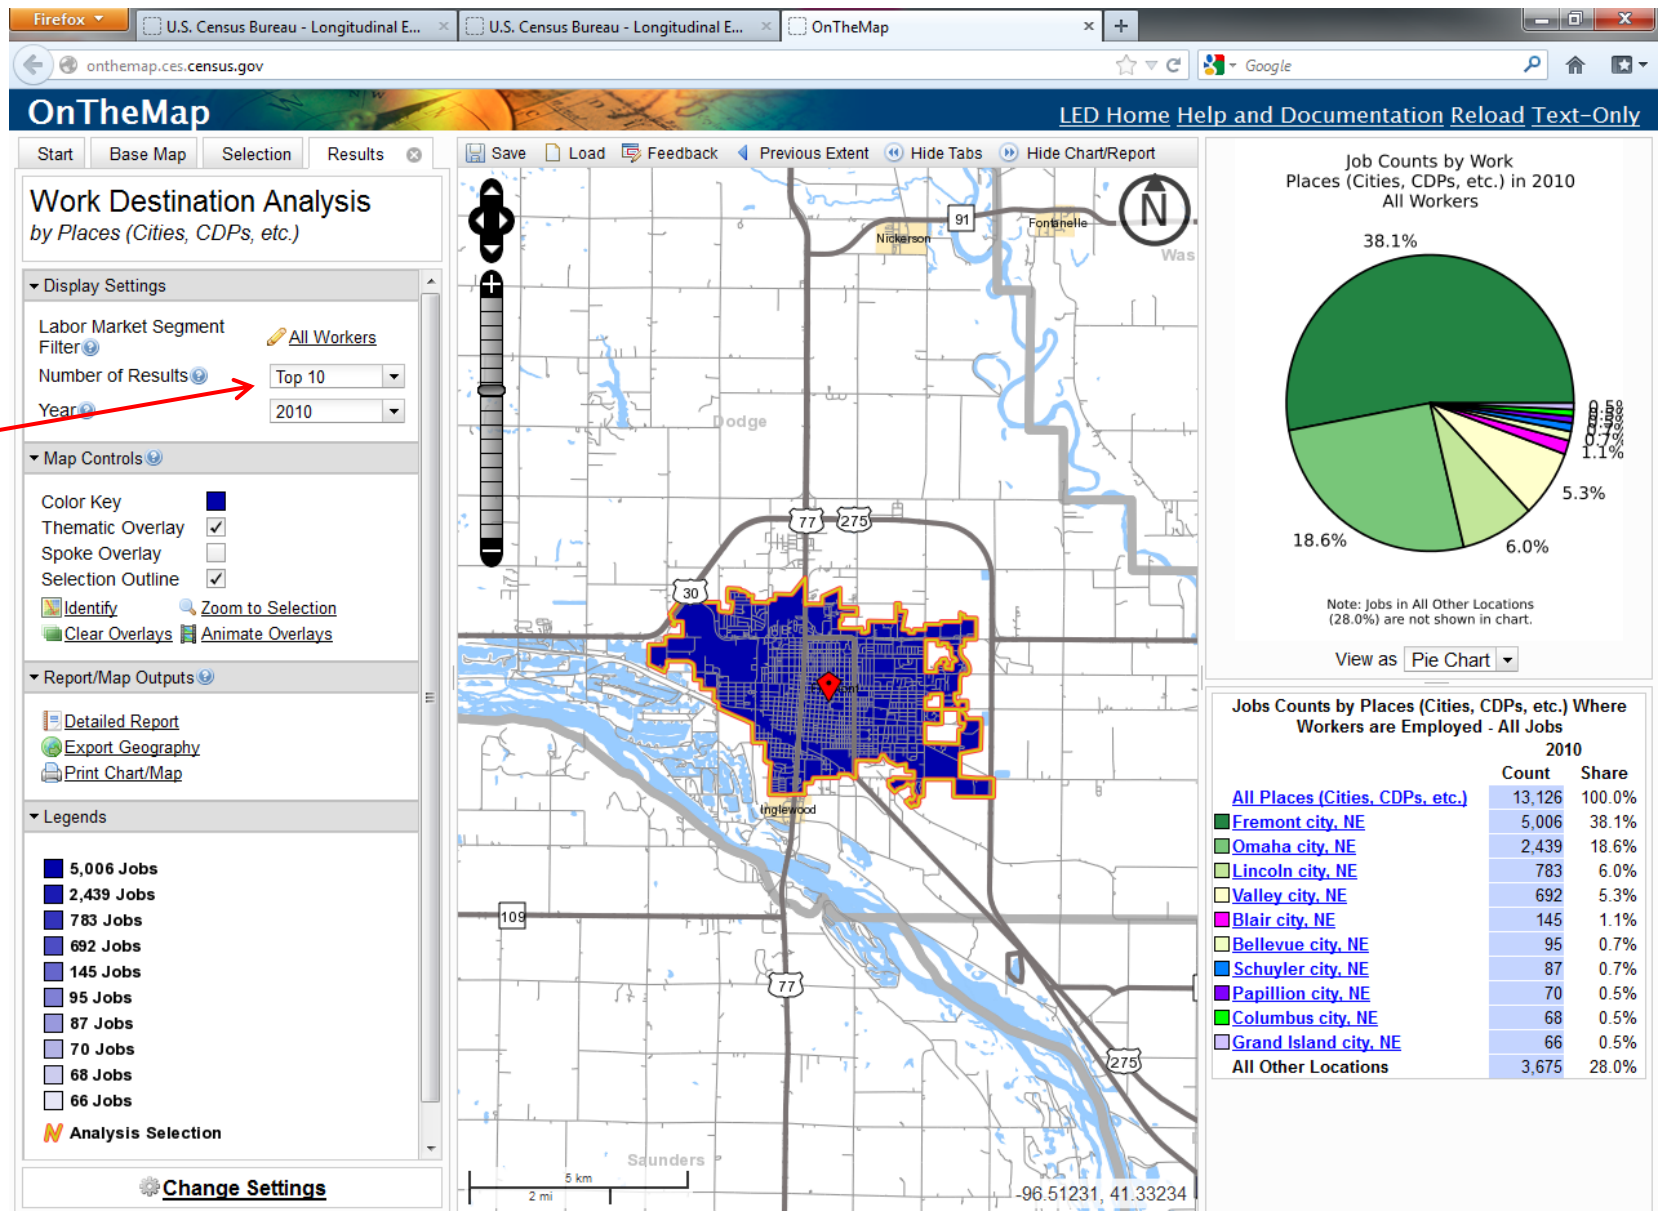 Firefox
U.S. Census Bureau - Longitudinal E...
U.S. Census Bureau - Longitudinal E...
OnTheMap
onthemap.ces.census.gov
Google
OnTheMap
LED Home Help and Documentation Reload Text-Only
Start
Base Map
Selection
Results
Save
Load
Feedback
Previous Extent
Hide Tabs
Hide Chart/Report
Work Destination Analysis
by Places (Cities, CDPs, etc.)
Display Settings
Labor Market Segment
Filter
All Workers
Number of Results
Top 10
Year
2010
Map Controls
Color Key
Thematic Overlay
Spoke Overlay
Selection Outline
Identify
Zoom to Selection
Clear Overlays
Animate Overlays
Report/Map Outputs
Detailed Report
Export Geography
Print Chart/Map
Legends
5,006 Jobs
2,439 Jobs
783 Jobs
692 Jobs
145 Jobs
95 Jobs
87 Jobs
70 Jobs
68 Jobs
66 Jobs
Analysis Selection
Change Settings
N
91
Nickerson
Fontanelle
Was
Dodge
77
275
30
Inglewood
109
77
275
Saunders
5 km
2 mi
-96.51231, 41.33234
Job Counts by Work
Places (Cities, CDPs, etc.) in 2010
All Workers
38.1%
0.5%
0.7%
1.1%
5.3%
6.0%
18.6%
Note: Jobs in All Other Locations
(28.0%) are not shown in chart.
View as Pie Chart
Jobs Counts by Places (Cities, CDPs, etc.) Where
Workers are Employed - All Jobs
2010
Count Share
All Places (Cities, CDPs, etc.) 13,126 100.0%
Fremont city, NE 5,006 38.1%
Omaha city, NE 2,439 18.6%
Lincoln city, NE 783 6.0%
Valley city, NE 692 5.3%
Blair city, NE 145 1.1%
Bellevue city, NE 95 0.7%
Schuyler city, NE 87 0.7%
Papillion city, NE 70 0.5%
Columbus city, NE 68 0.5%
Grand Island city, NE 66 0.5%
All Other Locations 3,675 28.0%